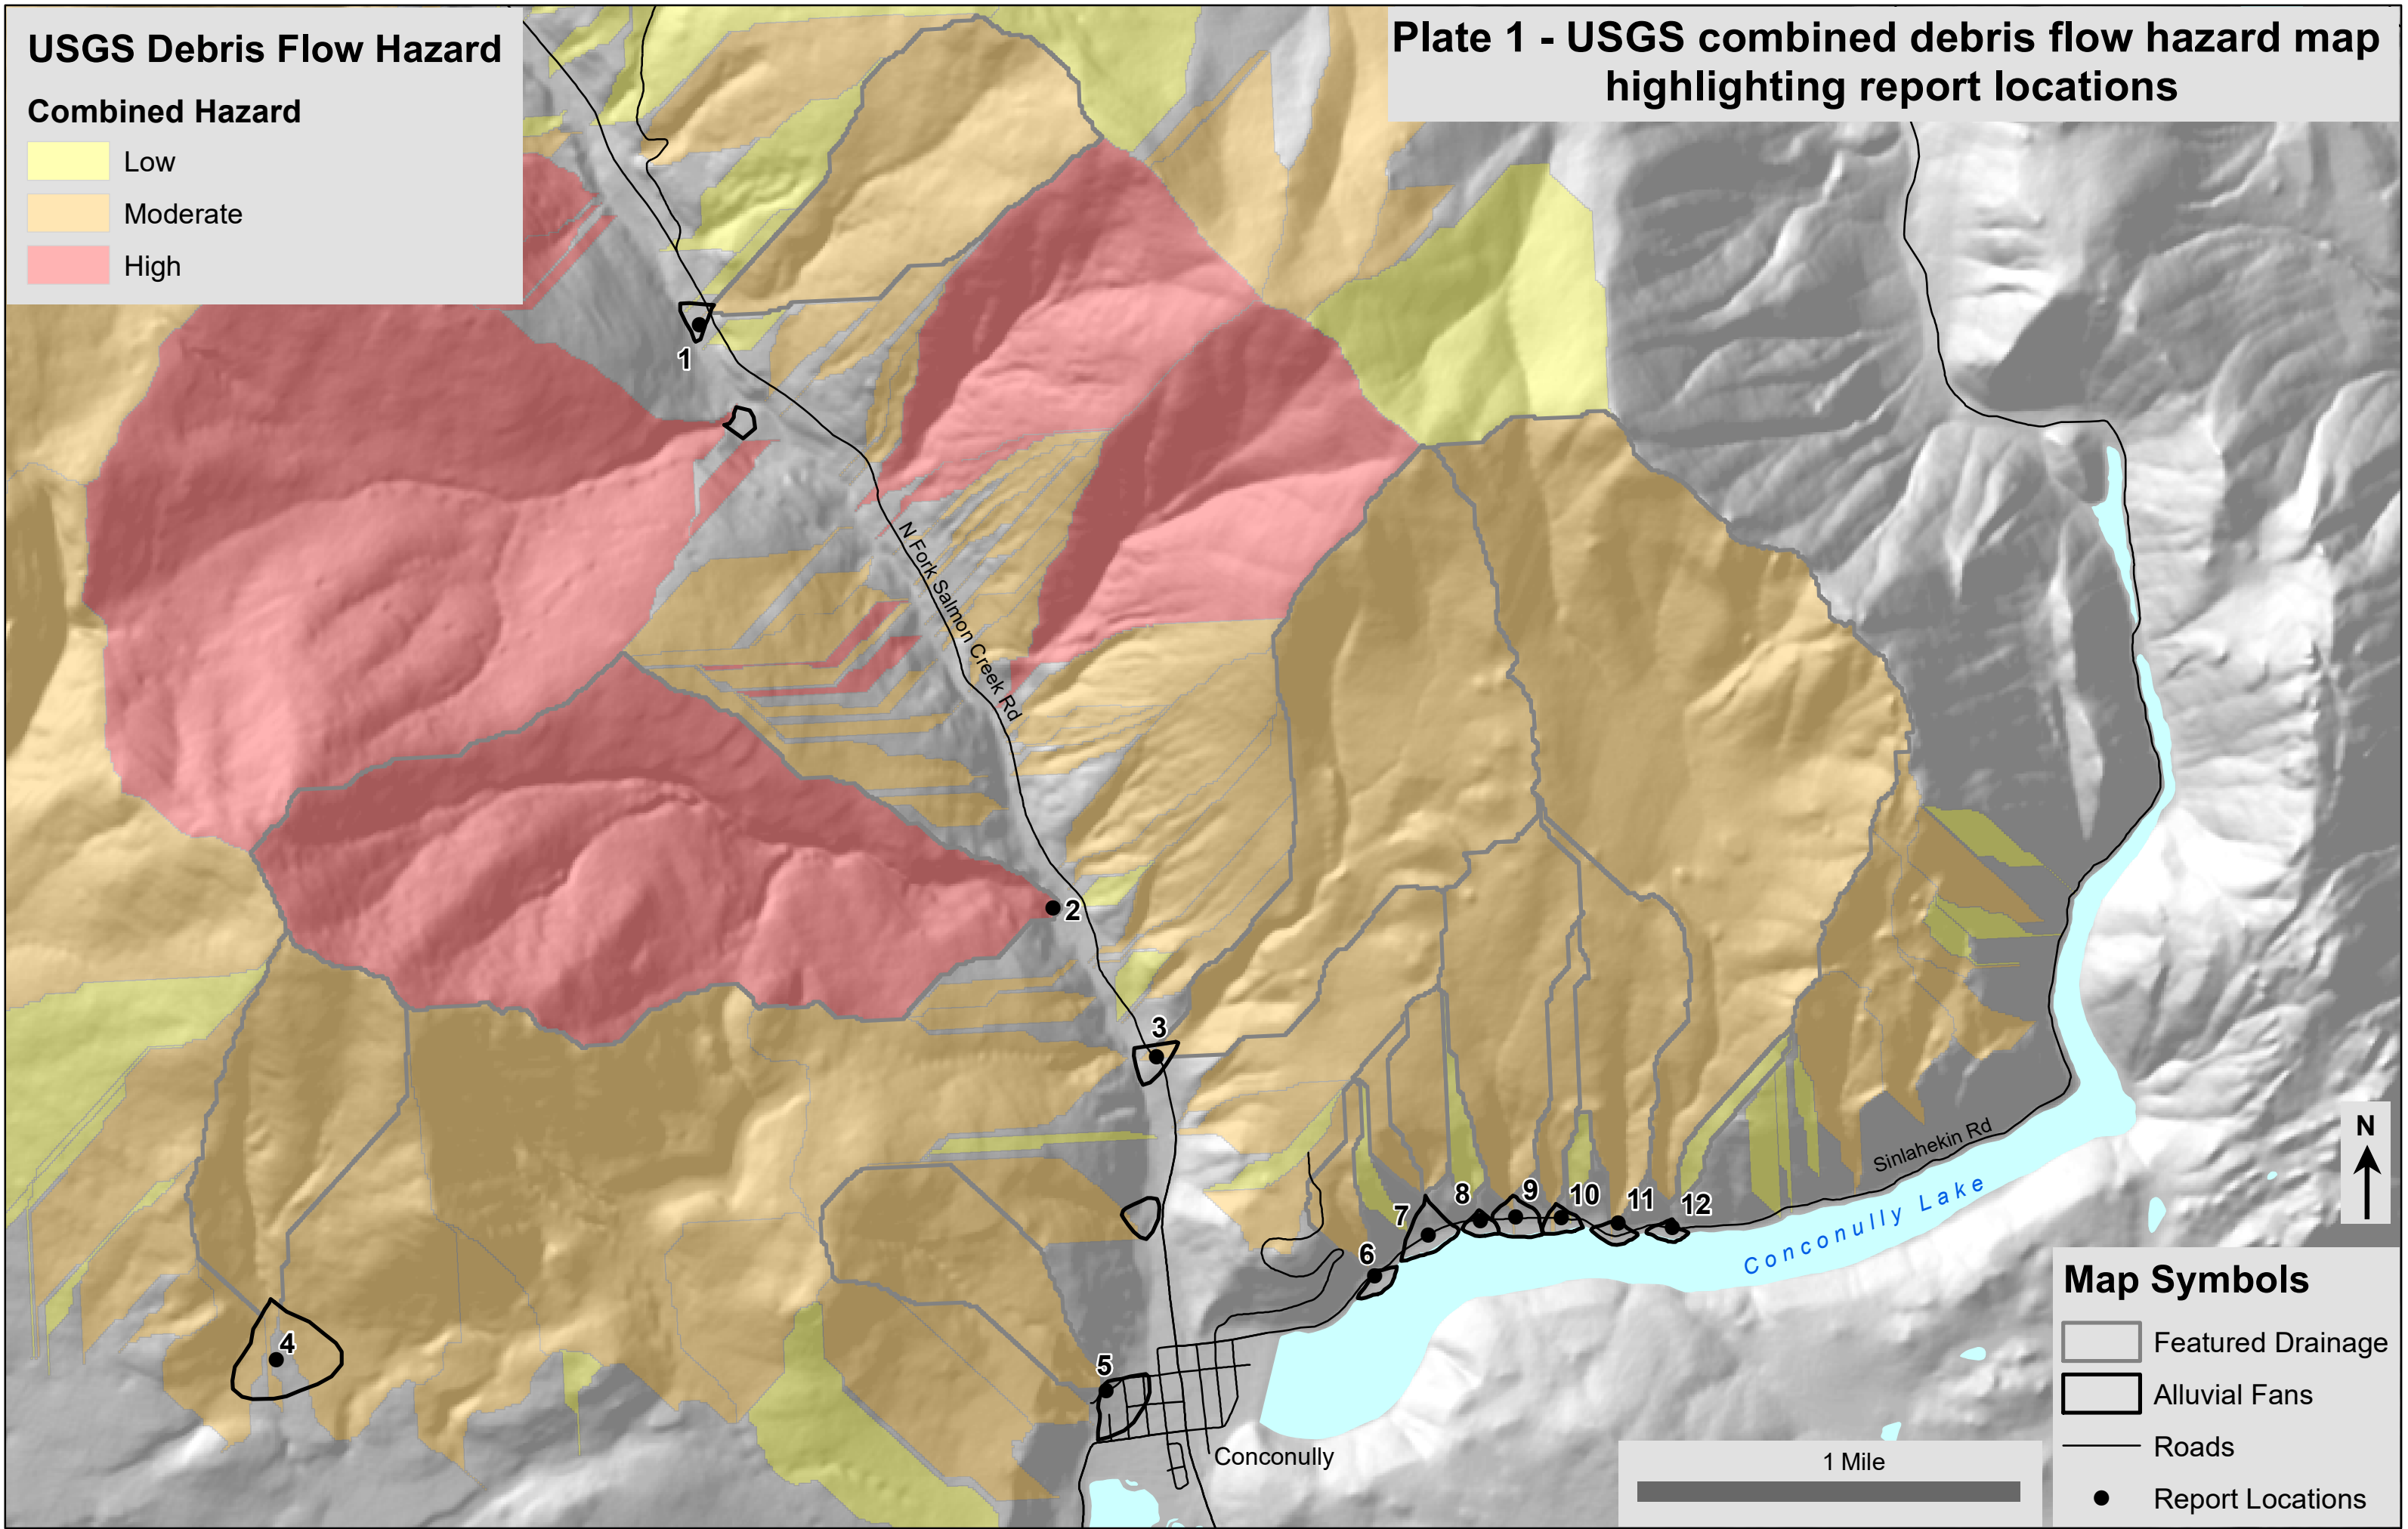 USGS Debris Flow Hazard
Combined Hazard
Low
Moderate
High
Plate 1 - USGS combined debris flow hazard map
highlighting report locations
1
N Fork Salmon Creek Rd
2
3
4
5
6
7
8
9
10
11
12
Sinlahekin Rd
Conconully Lake
Conconully
N
1 Mile
Map Symbols
Featured Drainage
Alluvial Fans
Roads
Report Locations